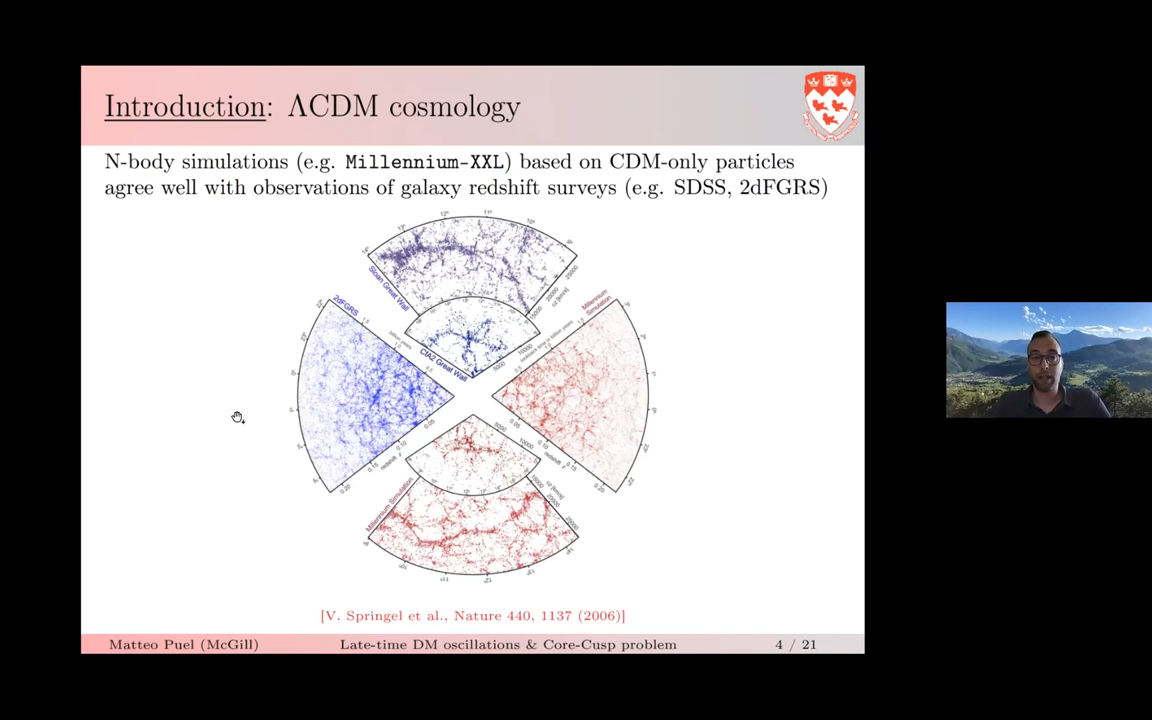 Introduction: ΛCDM cosmology
N-body simulations (e.g. Millennium-XXL) based on CDM-only particles
agree well with observations of galaxy redshift surveys (e.g. SDSS, 2dFGRS)
Sloan Great Wall
CfA2 Great Wall
2dFGRS
Millennium
Simulation
Millennium Simulation
[V. Springel et al., Nature 440, 1137 (2006)]
Matteo Puel (McGill)
Late-time DM oscillations & Core-Cusp problem
4 / 21